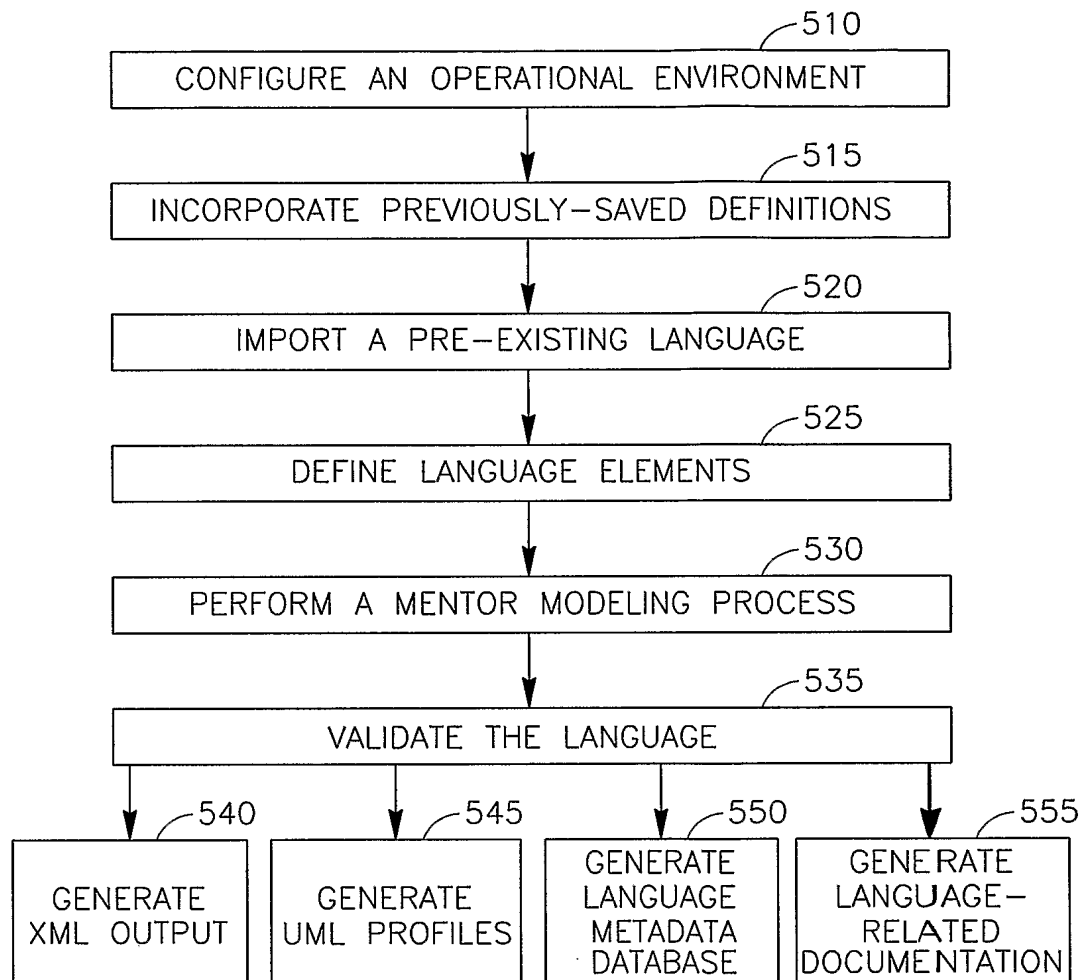 510
CONFIGURE AN OPERATIONAL ENVIRONMENT
515
INCORPORATE PREVIOUSLY-SAVED DEFINITIONS
520
IMPORT A PRE-EXISTING LANGUAGE
525
DEFINE LANGUAGE ELEMENTS
530
PERFORM A MENTOR MODELING PROCESS
535
VALIDATE THE LANGUAGE
540
GENERATE
XML OUTPUT
545
GENERATE
UML PROFILES
550
GENERATE
LANGUAGE
METADATA
DATABASE
555
GENERATE
LANGUAGE-
RELATED
DOCUMENTATION